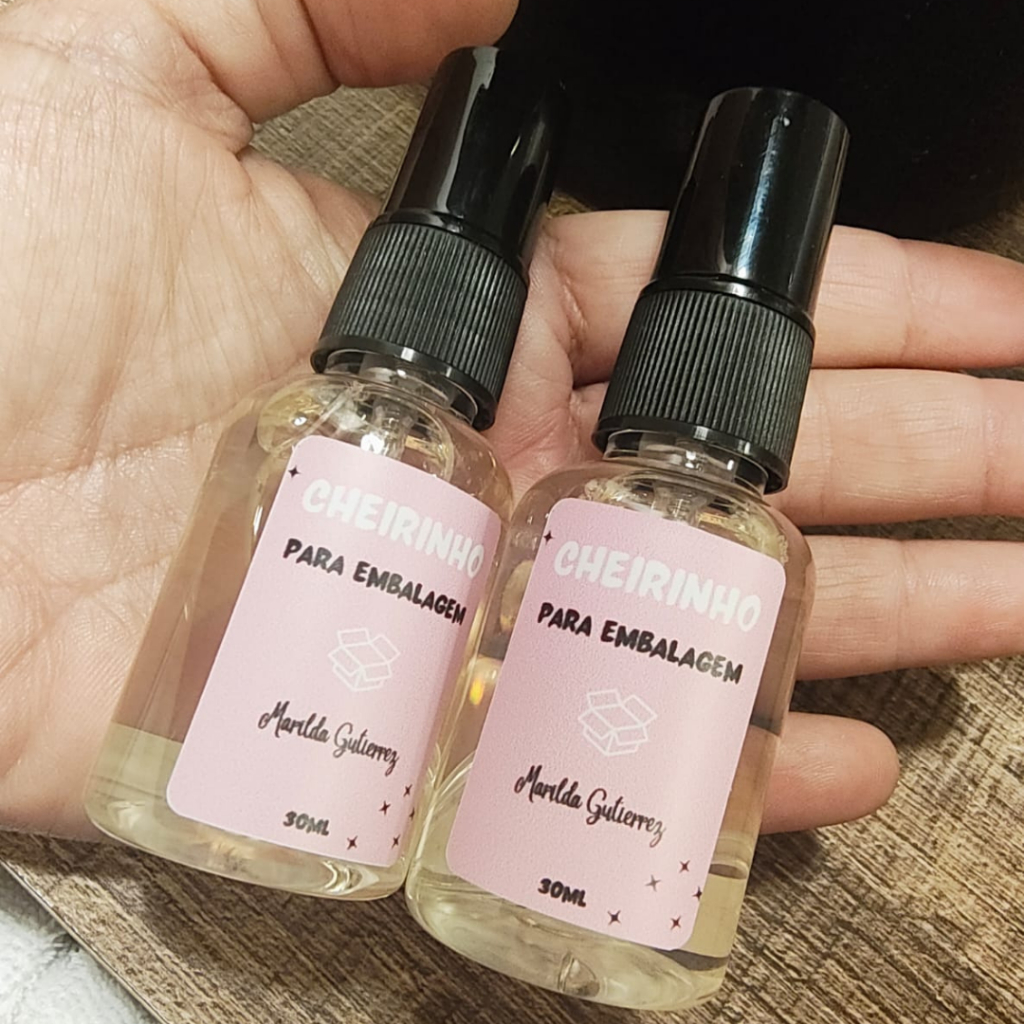 CHEIRINHO
PARA EMBALAGEM
Marilda Gutierrez
30ML
CHEIRINHO
PARA EMBALAGEM
Marilda Gutierrez
30ML